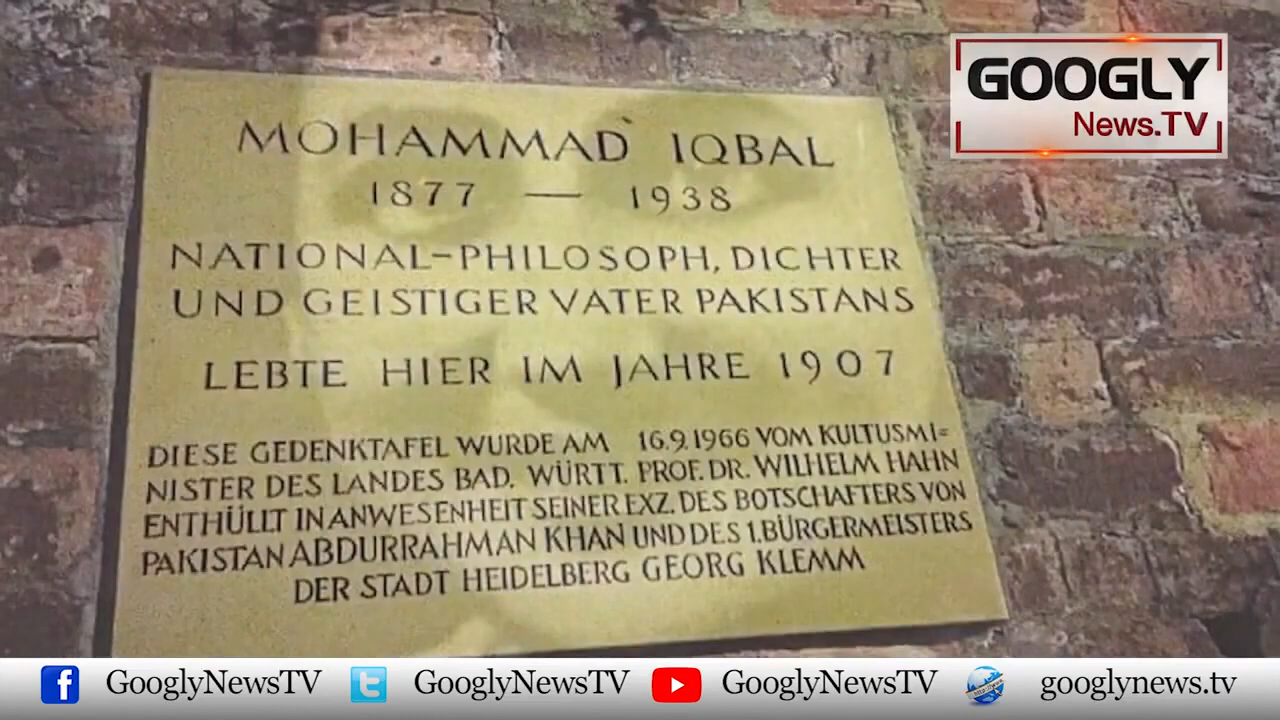 GOOGLY
News.TV
MOHAMMAD IQBAL
1877 — 1938
NATIONAL-PHILOSOPH, DICHTER
UND GEISTIGER VATER PAKISTANS
LEBTE HIER IM JAHRE 1907
DIESE GEDENKTAFEL WURDE AM 16.9.1966 VOM KULTUSMI=
NISTER DES LANDES BAD. WÜRTT. PROF. DR. WILHELM HAHN
ENTHÜLLT IN ANWESENHEIT SEINER EXZ. DES BOTSCHAFTERS VON
PAKISTAN ABDURRAHMAN KHAN UND DES 1. BÜRGERMEISTERS
DER STADT HEIDELBERG GEORG KLEMM
GooglyNewsTV GooglyNewsTV GooglyNewsTV googlynews.tv